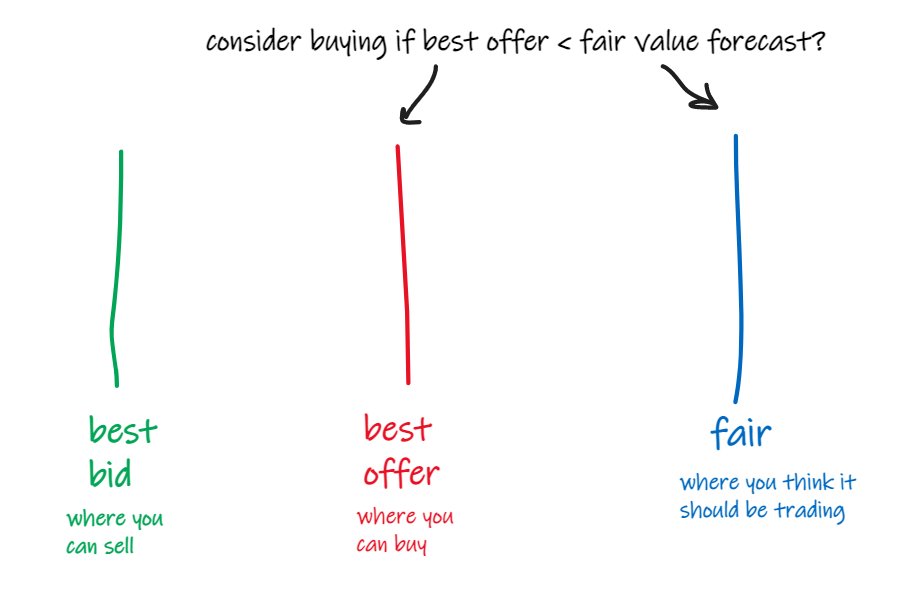 consider buying if best offer < fair value forecast?
best
bid
where you
can sell
best
offer
where you
can buy
fair
where you think it
should be trading